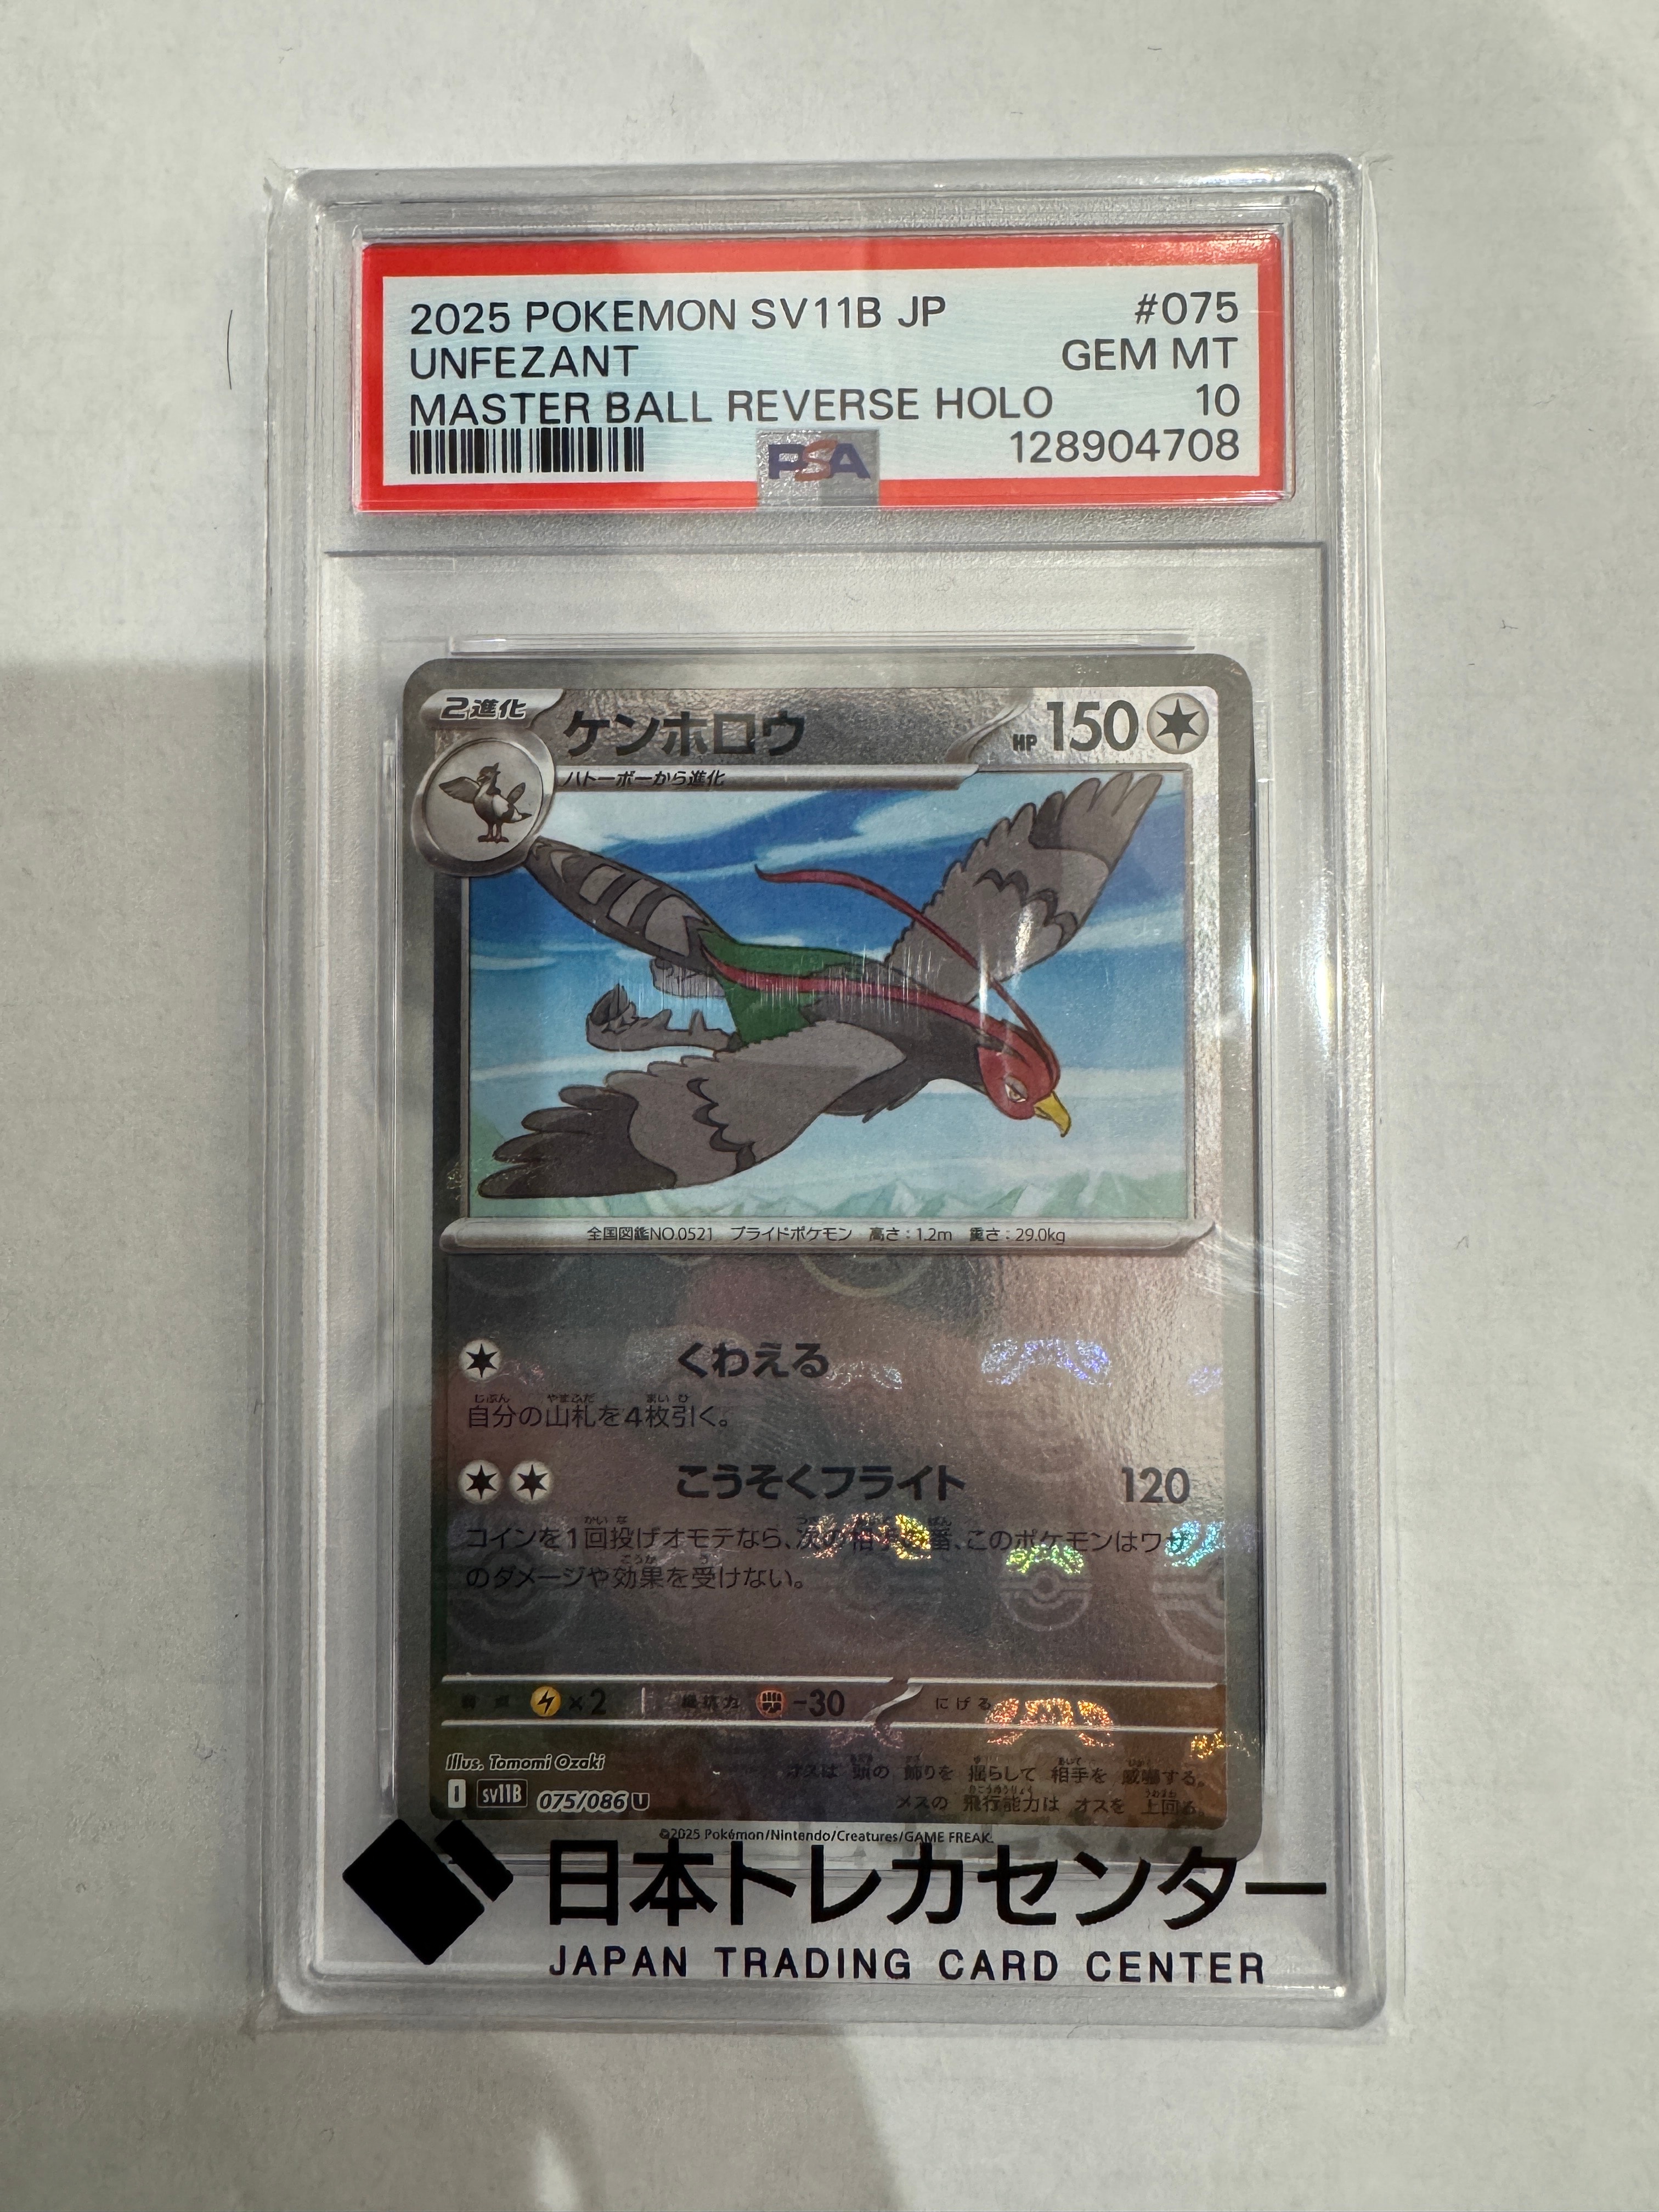 2025 POKEMON SV11B JP #075
UNFEZANT GEM MT
MASTER BALL REVERSE HOLO 10
128904708
PSA
2進化 ケンホロウ HP 150
ハトーボーから進化
全国図鑑NO.0521 プライドポケモン 高さ:1.2m 重さ:29.0kg
くわえる
自分の山札を4枚引く。
こうそくフライト 120
コインを1回投げオモテなら、次の相手の番、このポケモンはワザ
のダメージや効果を受けない。
弱点 ×2 抵抗力 -30 にげる
Illus. Tomomi Ozaki
オスは 頭の 飾りを 揺らして 相手を 威嚇する。
I SV11B 075/086 U
メスの 飛行能力は オスを 上回る。
©2025 Pokémon/Nintendo/Creatures/GAME FREAK.
日本トレカセンター
JAPAN TRADING CARD CENTER